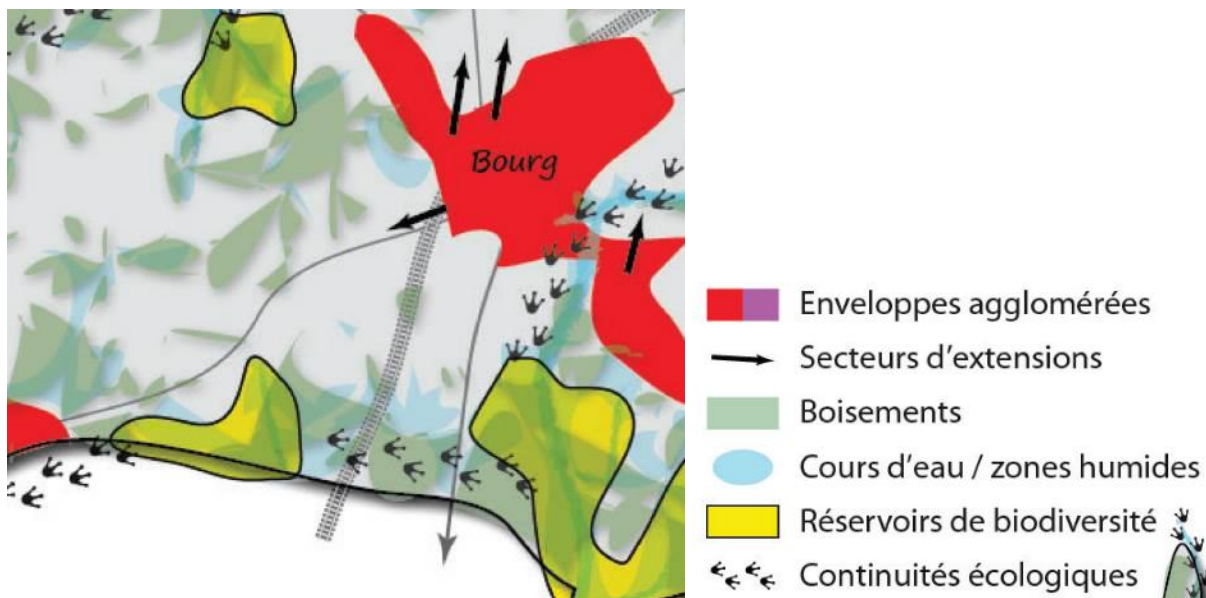 Bourg
Enveloppes agglomérées
Secteurs d'extensions
Boisements
Cours d'eau / zones humides
Réservoirs de biodiversité
Continuités écologiques